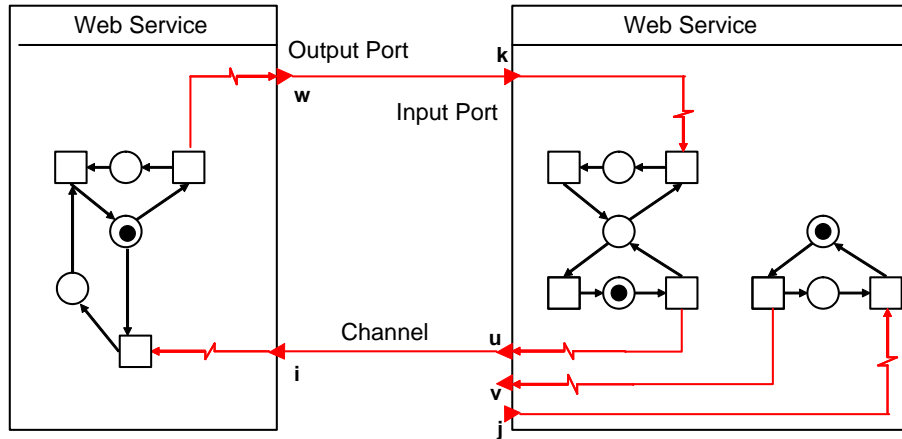 Web Service
Web Service
Output Port
k
w
Input Port
Channel
u
i
v
j